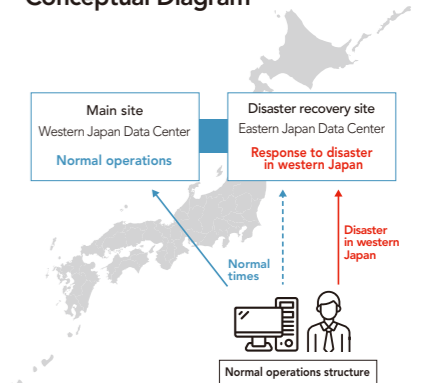 Conceptual Diagram
Main site
Western Japan Data Center
Normal operations
Disaster recovery site
Eastern Japan Data Center
Response to disaster
in western Japan
Normal
times
Disaster
in western
Japan
Normal operations structure